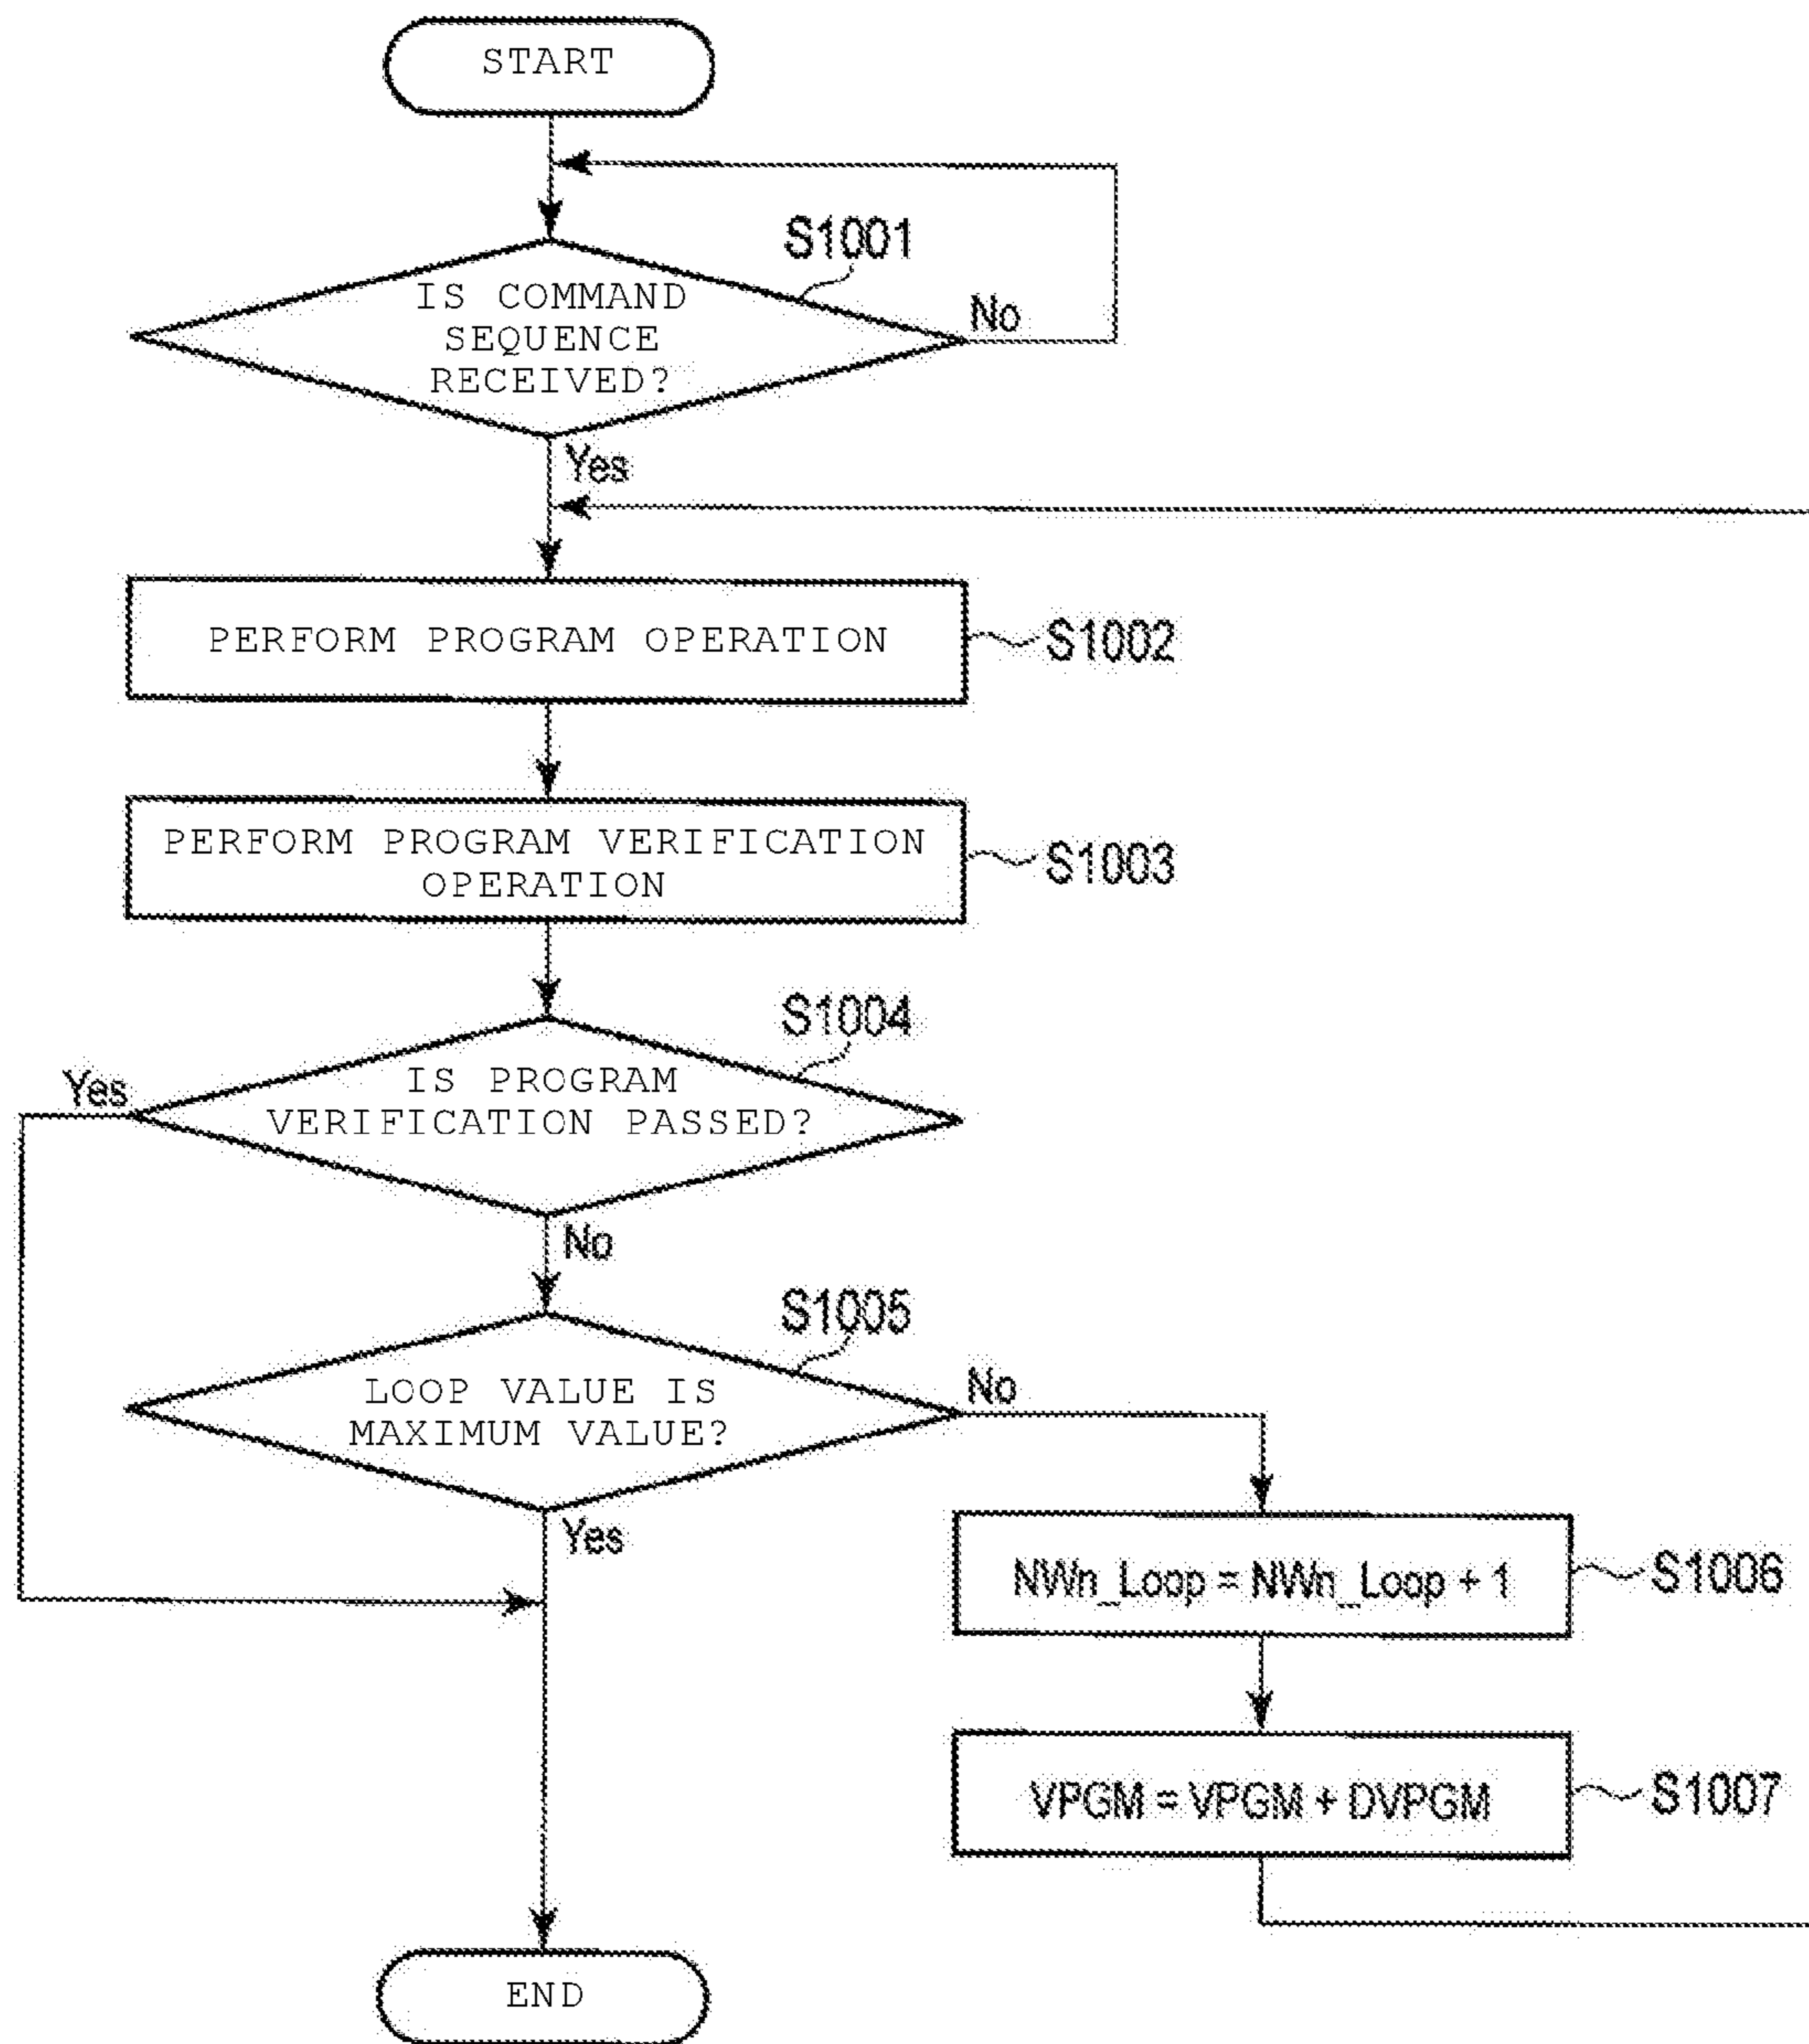 START
S1001
IS COMMAND
SEQUENCE
RECEIVED?
No
Yes
PERFORM PROGRAM OPERATION
S1002
PERFORM PROGRAM VERIFICATION
OPERATION
S1003
S1004
Yes
IS PROGRAM
VERIFICATION PASSED?
No
S1005
LOOP VALUE IS
MAXIMUM VALUE?
No
Yes
NWn_Loop = NWn_Loop + 1
S1006
VPGM = VPGM + DVPGM
S1007
END